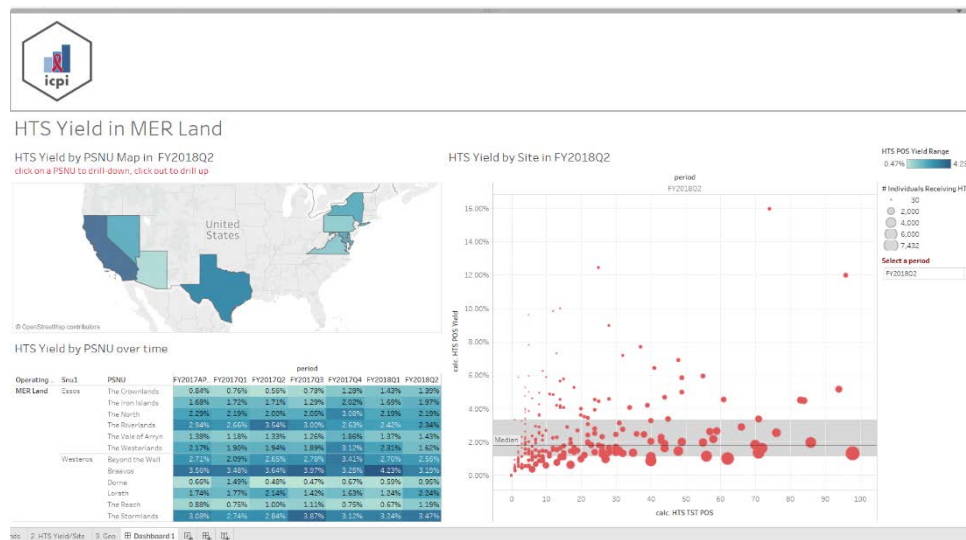 icpi
HTS Yield in MER Land
HTS Yield by PSNU Map in FY2018Q2
click on a PSNU to drill-down, click out to drill up
United
States
© OpenStreetMap contributors
HTS Yield by PSNU over time
period
Operating .. Snu1 PSNU FY2017AP.. FY2017Q1 FY2017Q2 FY2017Q3 FY2017Q4 FY2018Q1 FY2018Q2
MER Land Essos The Crownlands 0.84% 0.76% 0.56% 0.78% 1.28% 1.43% 1.39%
The Iron Islands 1.68% 1.72% 1.71% 1.29% 2.02% 1.69% 1.97%
The North 2.29% 2.19% 2.00% 2.05% 3.08% 2.18% 2.19%
The Riverlands 2.94% 2.66% 3.54% 3.00% 2.63% 2.42% 2.34%
The Vale of Arryn 1.38% 1.18% 1.33% 1.26% 1.86% 1.37% 1.43%
The Westerlands 2.17% 1.90% 1.94% 1.89% 3.12% 2.31% 1.62%
Westeros Beyond the Wall 2.71% 2.09% 2.65% 2.78% 3.41% 2.70% 2.56%
Braavos 3.56% 3.48% 3.64% 3.97% 3.25% 4.23% 3.19%
Dorne 0.66% 1.49% 0.48% 0.47% 0.67% 0.59% 0.95%
Lorath 1.74% 1.77% 2.14% 1.42% 1.63% 1.24% 2.24%
The Reach 0.88% 0.75% 1.00% 1.11% 0.75% 0.67% 1.19%
The Stormlands 3.08% 2.74% 2.84% 3.87% 3.12% 3.24% 3.47%
HTS Yield by Site in FY2018Q2
period
FY2018Q2
calc. HTS POS Yield
16.00%
14.00%
12.00%
10.00%
8.00%
6.00%
4.00%
2.00%
0.00%
Median
0 10 20 30 40 50 60 70 80 90 100
calc. HTS TST POS
HTS POS Yield Range
0.47%
# Individuals Receiving HT
30
2,000
4,000
6,000
7,432
Select a period
FY2018Q2
2. HTS Yield/Site 3. Geo Dashboard 1